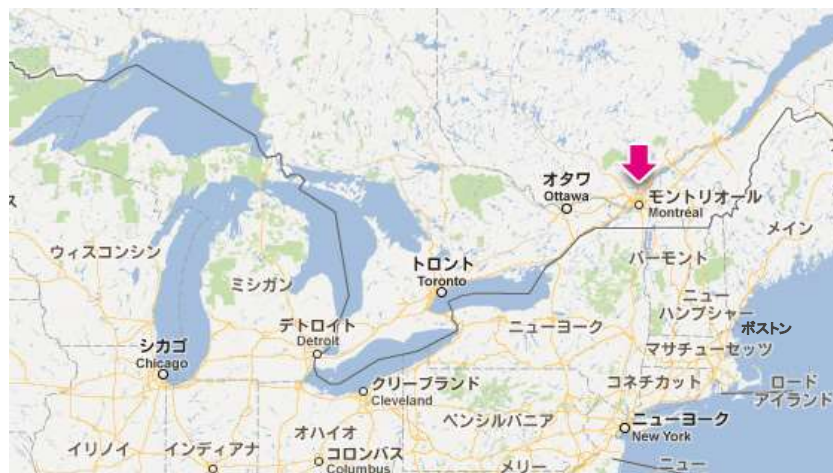 オタワ
Ottawa
モントリオール
Montréal
メイン
ス
ウィスコンシン
ミシガン
トロント
Toronto
バーモント
ニュー
ハンプシャー
ボストン
デトロイト
Detroit
ニューヨーク
マサチューセッツ
シカゴ
Chicago
クリーブランド
Cleveland
コネチカット
ロード
アイランド
ペンシルバニア
ニューヨーク
New York
イリノイ
インディアナ
オハイオ
コロンバス
Columbus
メリー
ニュー